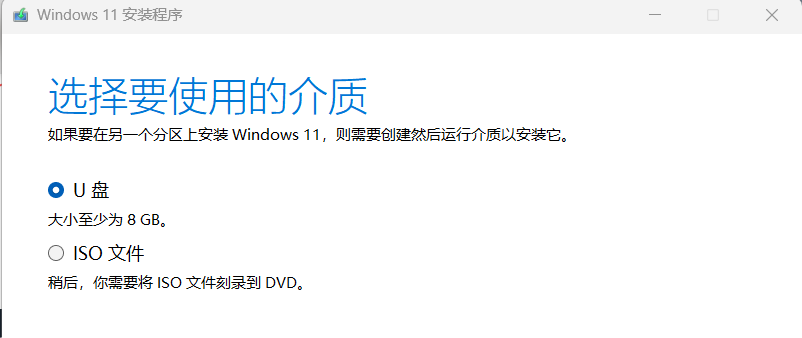 Windows 11 安装程序
选择要使用的介质
如果要在另一个分区上安装 Windows 11，则需要创建然后运行介质以安装它。
U 盘
大小至少为 8 GB。
ISO 文件
稍后，你需要将 ISO 文件刻录到 DVD。